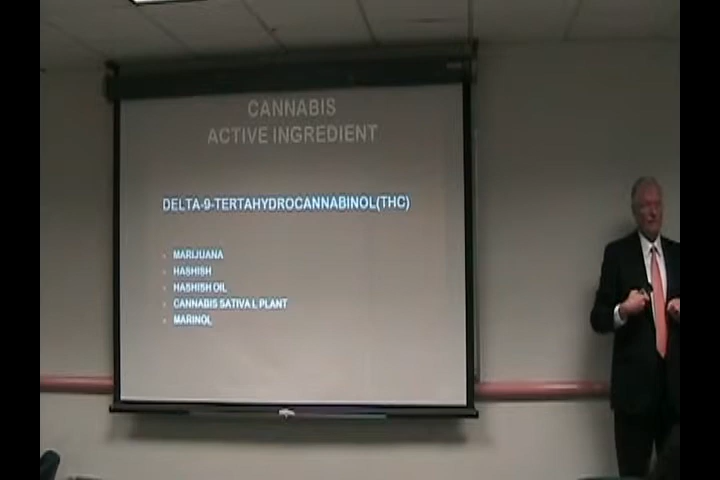 CANNABIS
ACTIVE INGREDIENT
DELTA-9-TERTAHYDROCANNABINOL(THC)
MARIJUANA
HASHISH
HASHISH OIL
CANNABIS SATIVA L PLANT
MARINOL